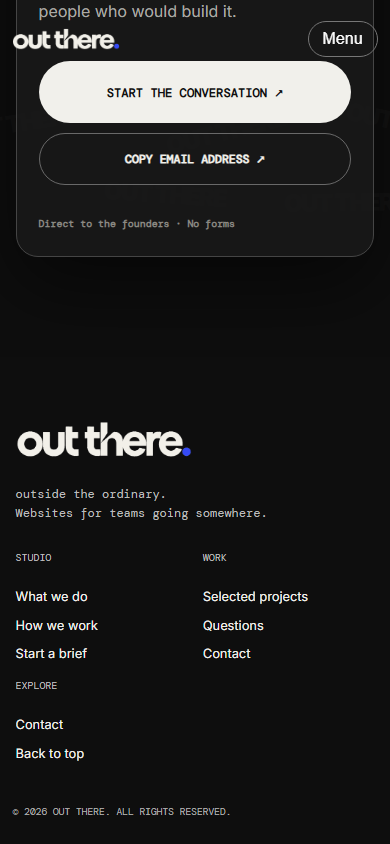 people who would build it.
out there.
Menu
START THE CONVERSATION ↗
COPY EMAIL ADDRESS ↗
Direct to the founders · No forms
out there.
outside the ordinary.
Websites for teams going somewhere.
STUDIO
What we do
How we work
Start a brief
WORK
Selected projects
Questions
Contact
EXPLORE
Contact
Back to top
© 2026 OUT THERE. ALL RIGHTS RESERVED.